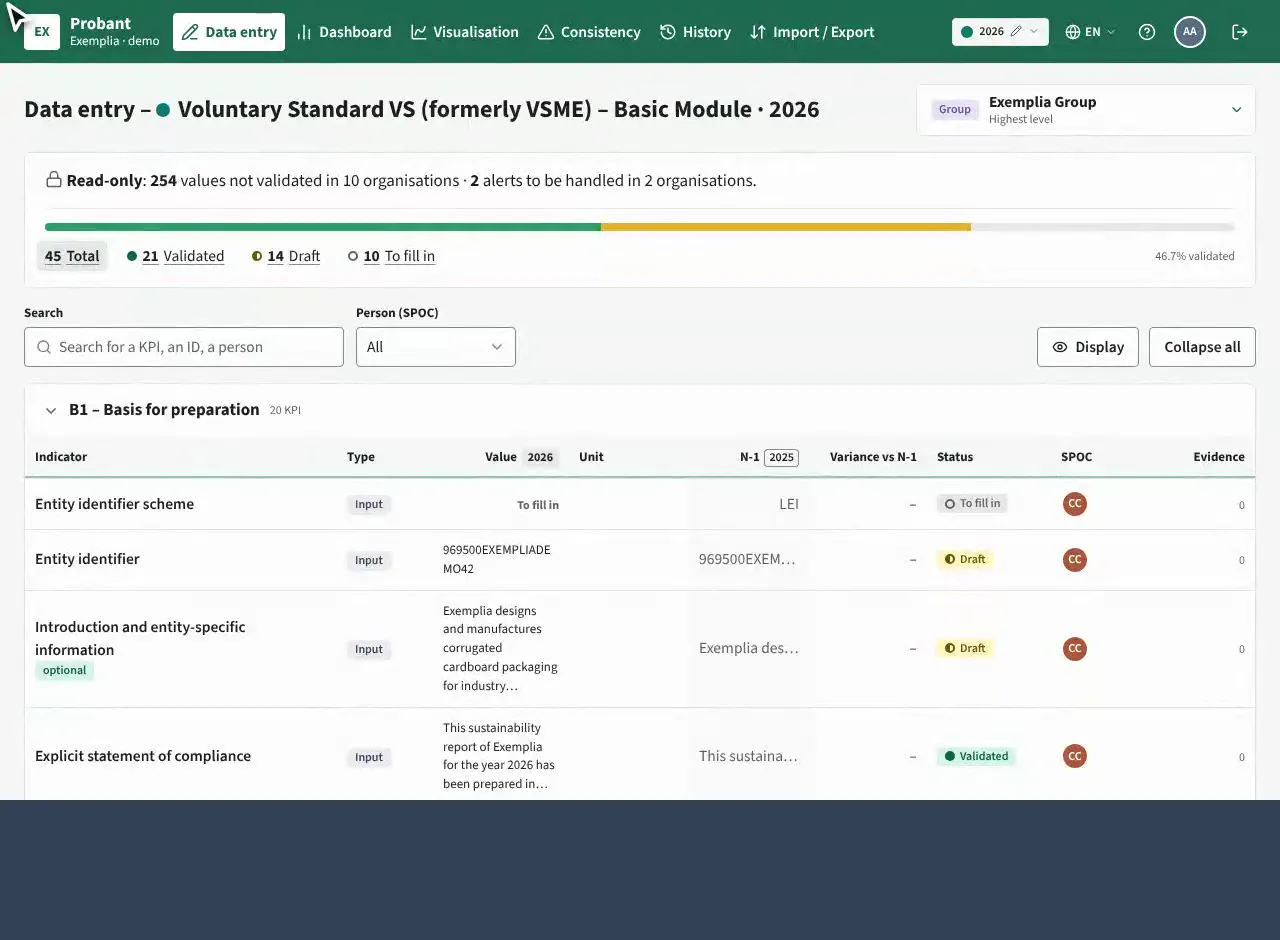 EX
Probant
Exemplia · demo
Data entry
Dashboard
Visualisation
Consistency
History
Import / Export
2026
EN
AA
Data entry – Voluntary Standard VS (formerly VSME) – Basic Module · 2026
Group
Exemplia Group
Highest level
Read-only: 254 values not validated in 10 organisations · 2 alerts to be handled in 2 organisations.
45 Total
21 Validated
14 Draft
10 To fill in
46.7% validated
Search
Person (SPOC)
Search for a KPI, an ID, a person
All
Display
Collapse all
B1 – Basis for preparation 20 KPI
Indicator Type Value 2026 Unit N-1 2025 Variance vs N-1 Status SPOC Evidence
Entity identifier scheme Input To fill in LEI – To fill in CC 0
Entity identifier Input
969500EXEMPLIADE
MO42
969500EXEM… – Draft CC 0
Introduction and entity-specific
information
optional
Input
Exemplia designs
and manufactures
corrugated
cardboard packaging
for industry…
Exemplia des… – Draft CC 0
Explicit statement of compliance Input
This sustainability
report of Exemplia
for the year 2026 has
been prepared in…
This sustaina… – Validated CC 0